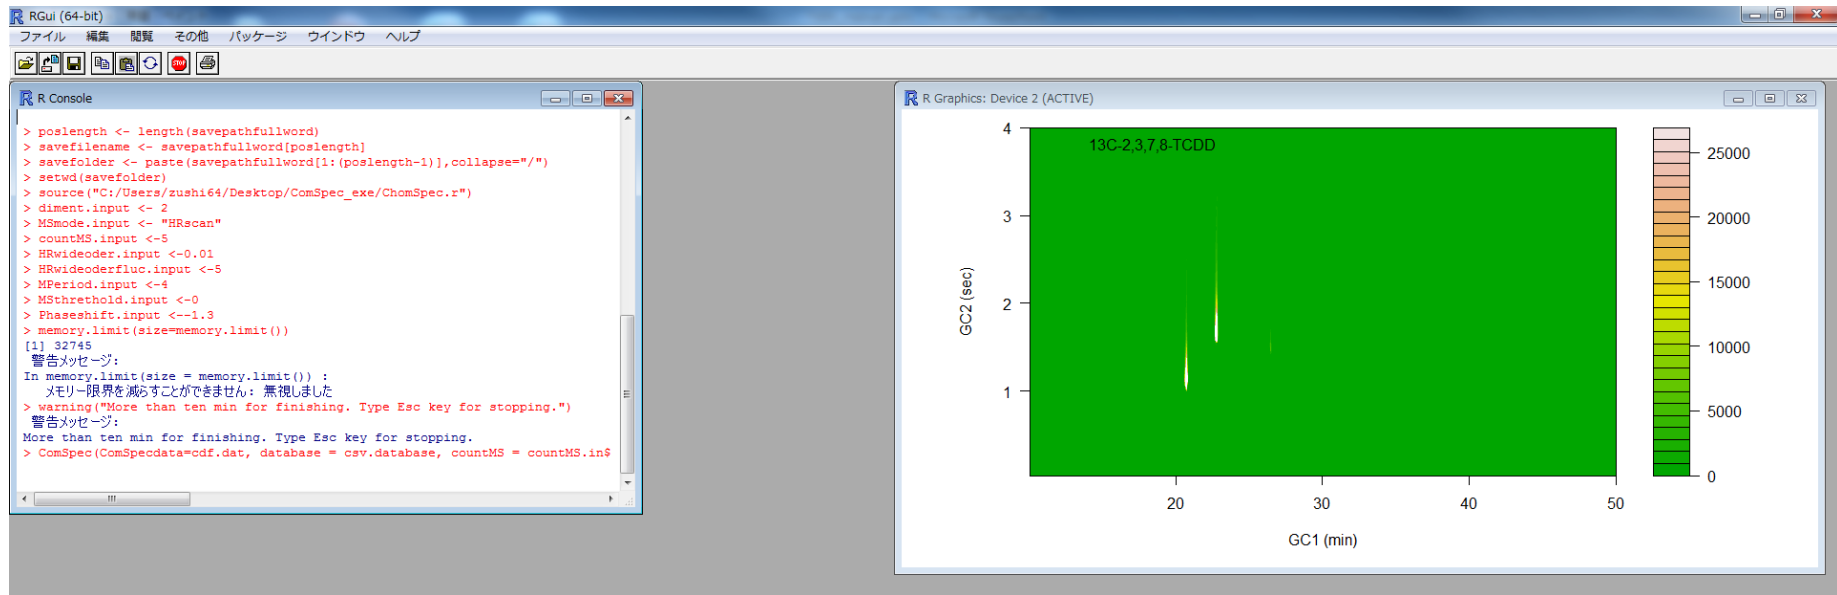 RGui (64-bit)
ファイル 編集 閲覧 その他 パッケージ ウインドウ ヘルプ
STOP
R Console
> poslength <- length(savepathfullword)
> savefilename <- savepathfullword[poslength]
> savefolder <- paste(savepathfullword[1:(poslength-1)],collapse="/")
> setwd(savefolder)
> source("C:/Users/zushi64/Desktop/ComSpec_exe/ChomSpec.r")
> diment.input <- 2
> MSmode.input <- "HRscan"
> countMS.input <-5
> HRwideoder.input <-0.01
> HRwideoderfluc.input <-5
> MPeriod.input <-4
> MSthrethold.input <-0
> Phaseshift.input <--1.3
> memory.limit(size=memory.limit())
[1] 32745
警告メッセージ:
In memory.limit(size = memory.limit()) :
メモリー限界を減らすことができません: 無視しました
> warning("More than ten min for finishing. Type Esc key for stopping.")
警告メッセージ:
More than ten min for finishing. Type Esc key for stopping.
> ComSpec(ComSpecdata=cdf.dat, database = csv.database, countMS = countMS.in$
R Graphics: Device 2 (ACTIVE)
13C-2,3,7,8-TCDD
4
3
2
1
GC2 (sec)
20 30 40 50
GC1 (min)
25000
20000
15000
10000
5000
0